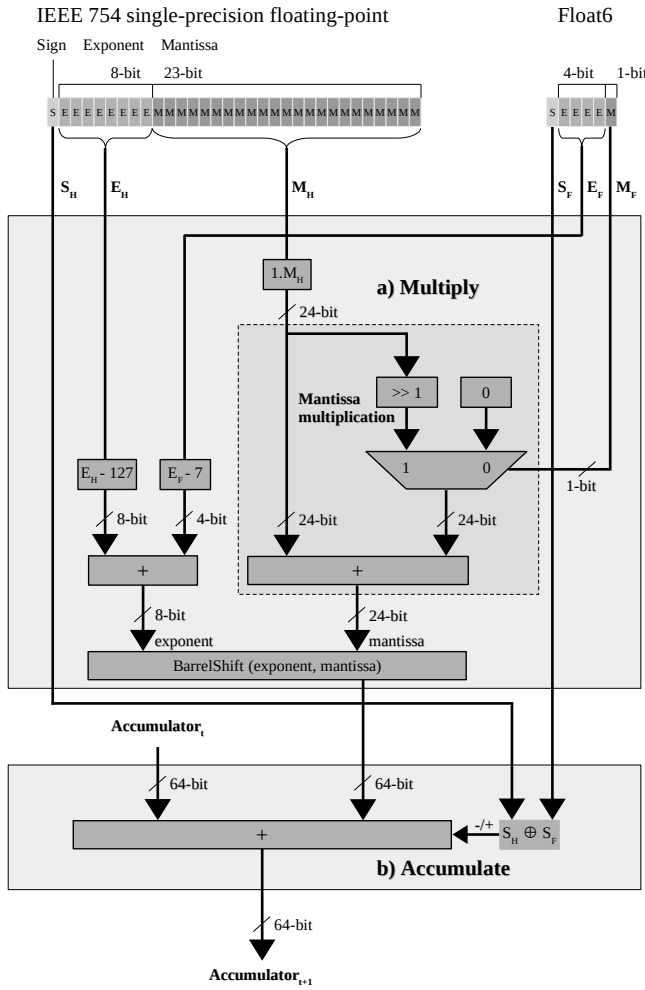 IEEE 754 single-precision floating-point Float6
Sign Exponent Mantissa
8-bit 23-bit 4-bit 1-bit
S E E E E E E E E M M M M M M M M M M M M M M M M M M M M M M M S E E E E M
S_H E_H M_H S_F E_F M_F
1.M_H
a) Multiply
24-bit
>> 1 0
Mantissa
multiplication
1 0
E_H - 127 E_F - 7
1-bit
8-bit 4-bit 24-bit 24-bit
+ +
8-bit 24-bit
exponent mantissa
BarrelShift (exponent, mantissa)
Accumulator_t
64-bit 64-bit
+ -/+ S_H ⊕ S_F
b) Accumulate
64-bit
Accumulator_t+1